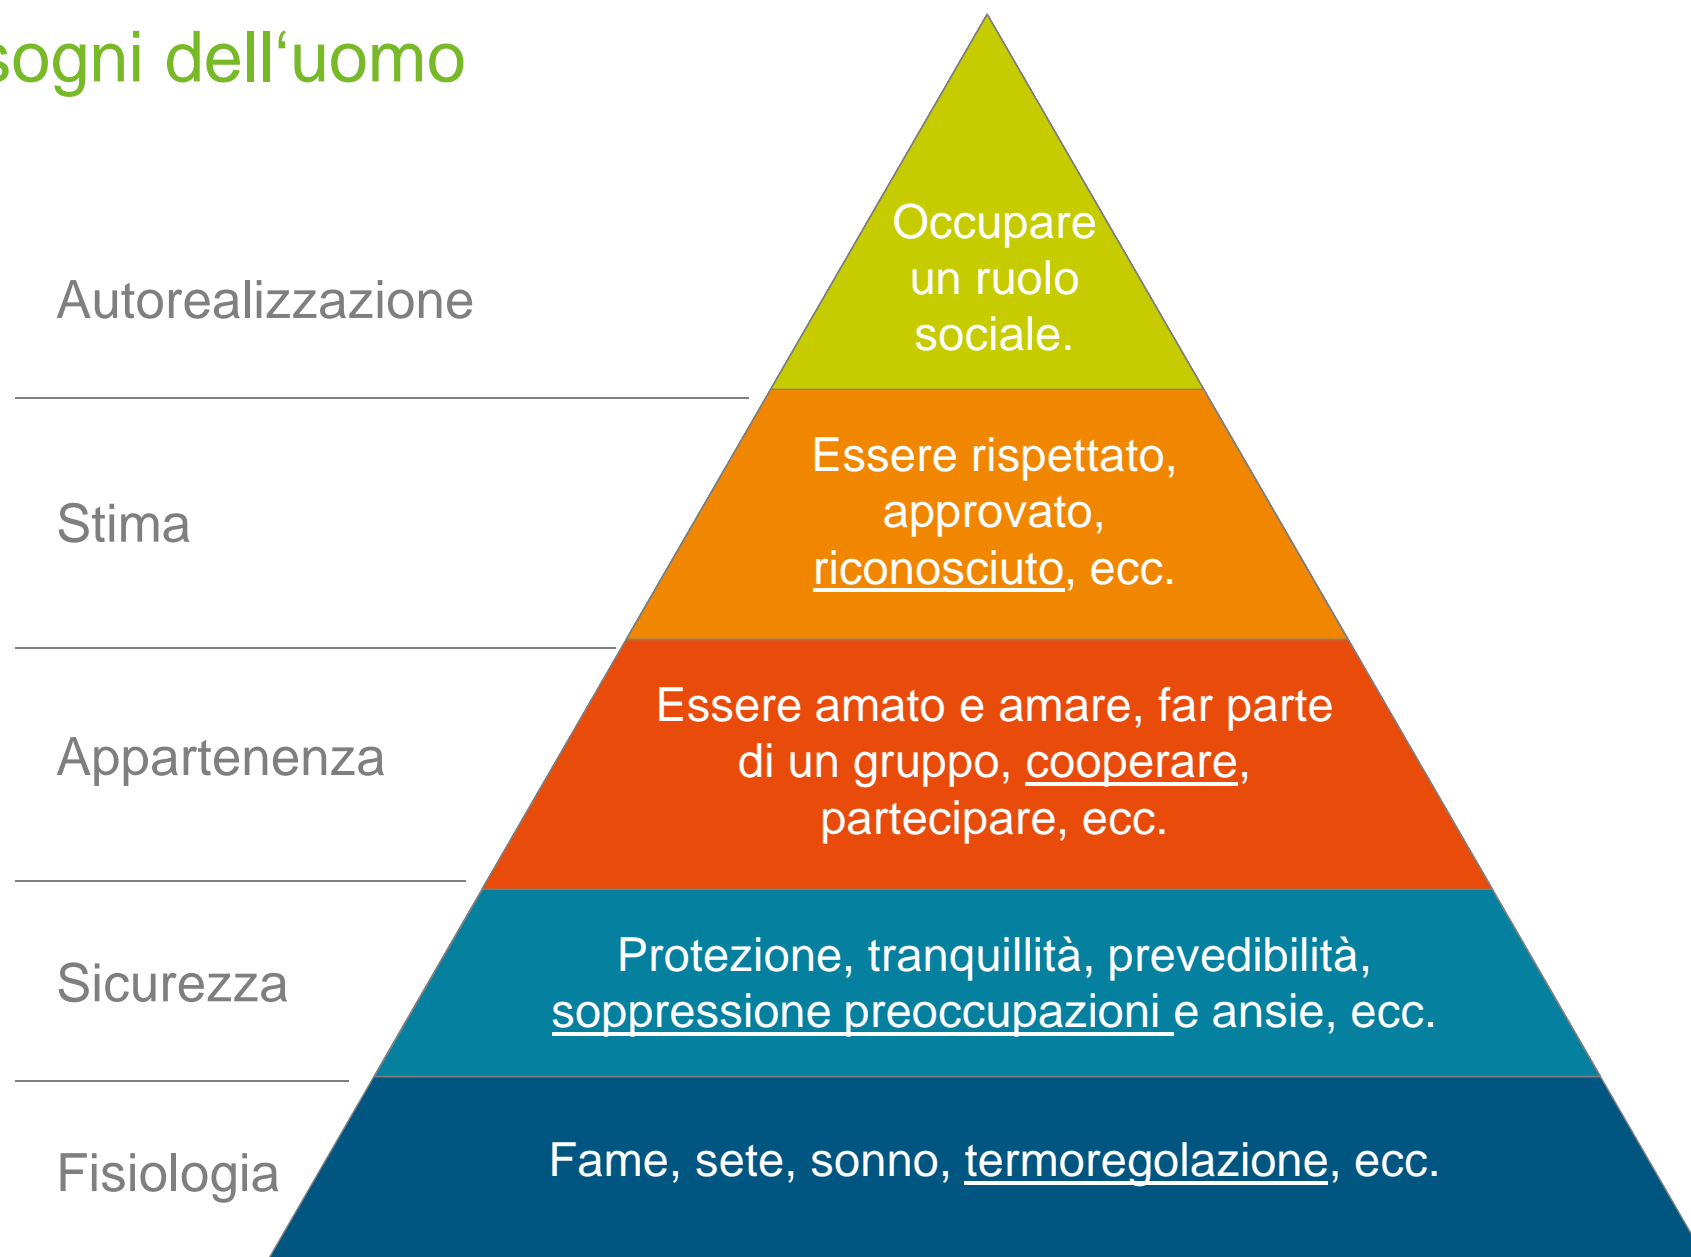 sogni dell‘uomo
Autorealizzazione
Occupare
un ruolo
sociale.
Stima
Essere rispettato,
approvato,
riconosciuto, ecc.
Appartenenza
Essere amato e amare, far parte
di un gruppo, cooperare,
partecipare, ecc.
Sicurezza
Protezione, tranquillità, prevedibilità,
soppressione preoccupazioni e ansie, ecc.
Fisiologia
Fame, sete, sonno, termoregolazione, ecc.